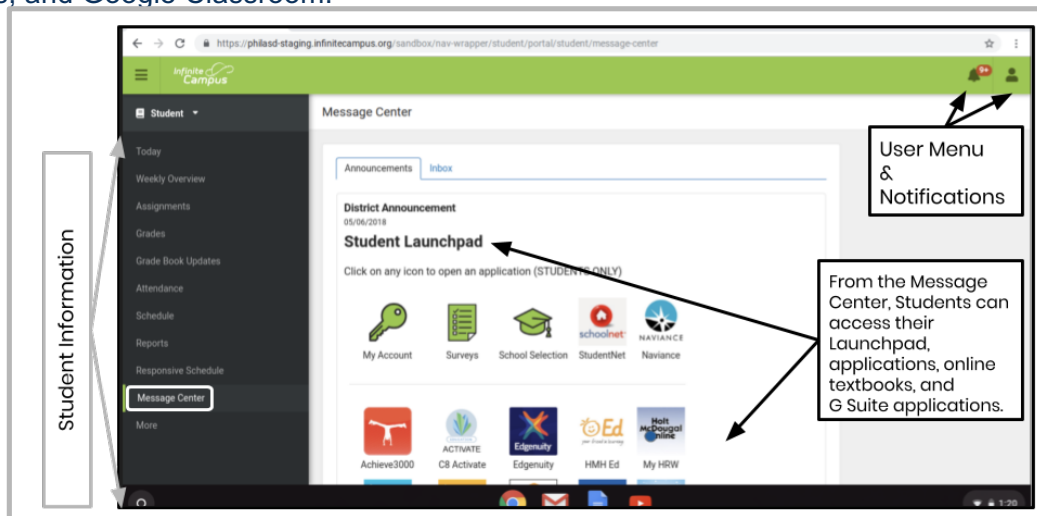 s, and Google Classroom.
https://philasd-staging.infinitecampus.org/sandbox/nav-wrapper/student/portal/student/message-center
Infinite
Campus
9+
Student
Message Center
Today
Weekly Overview
Assignments
Grades
Grade Book Updates
Attendance
Schedule
Reports
Responsive Schedule
Message Center
More
Student Information
Announcements Inbox
District Announcement
05/06/2018
Student Launchpad
Click on any icon to open an application (STUDENTS ONLY)
schoolnet
NAVIANCE
My Account Surveys School Selection StudentNet Naviance
ACTIVATE
Edgenuity
Ed
Holt
McDougal
Online
Achieve3000 C8 Activate Edgenuity HMH Ed My HRW
1:20
User Menu
&
Notifications
From the Message
Center, Students can
access their
Launchpad,
applications, online
textbooks, and
G Suite applications.